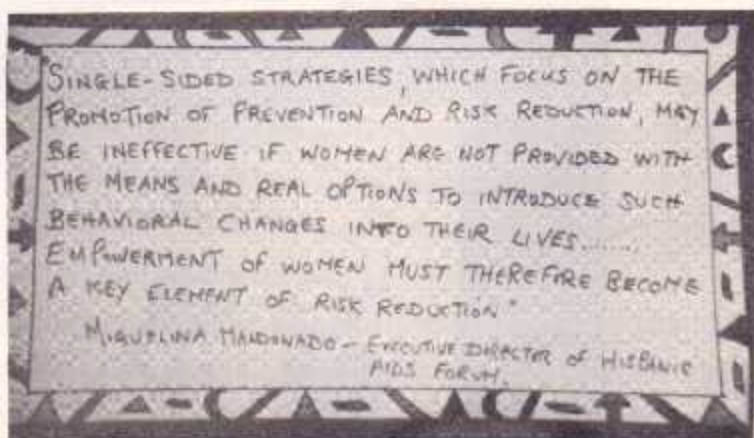 SINGLE-SIDED STRATEGIES, WHICH FOCUS ON THE
PROMOTION OF PREVENTION AND RISK REDUCTION, MAY
BE INEFFECTIVE IF WOMEN ARE NOT PROVIDED WITH
THE MEANS AND REAL OPTIONS TO INTRODUCE SUCH
BEHAVIORAL CHANGES INTO THEIR LIVES.......
EMPOWERMENT OF WOMEN MUST THEREFORE BECOME
A KEY ELEMENT OF RISK REDUCTION"
MIGUELINA MALDONADO - EXECUTIVE DIRECTOR OF HISPANIC
AIDS FORUM.